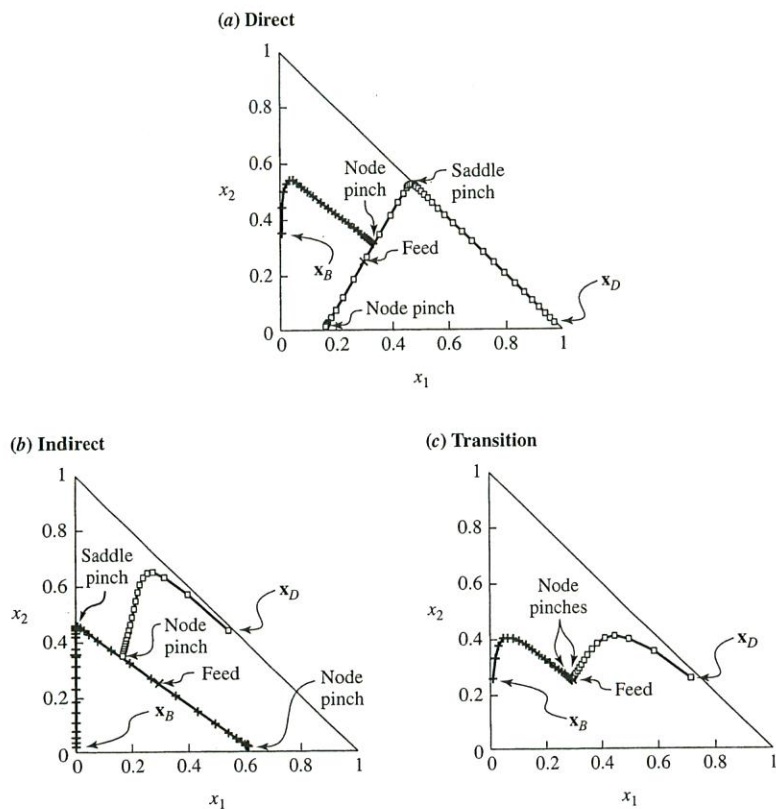 (a) Direct
1
0.8
0.6
0.4
0.2
0
x2
Node
pinch
Saddle
pinch
Feed
xB
xD
Node pinch
0
0.2
0.4
0.6
0.8
1
x1
(b) Indirect
1
0.8
0.6
0.4
0.2
0
x2
Saddle
pinch
xD
Node
pinch
Feed
Node
pinch
xB
0
0.2
0.4
0.6
0.8
1
x1
(c) Transition
1
0.8
0.6
0.4
0.2
0
x2
Node
pinches
xD
Feed
xB
0
0.2
0.4
0.6
0.8
1
x1